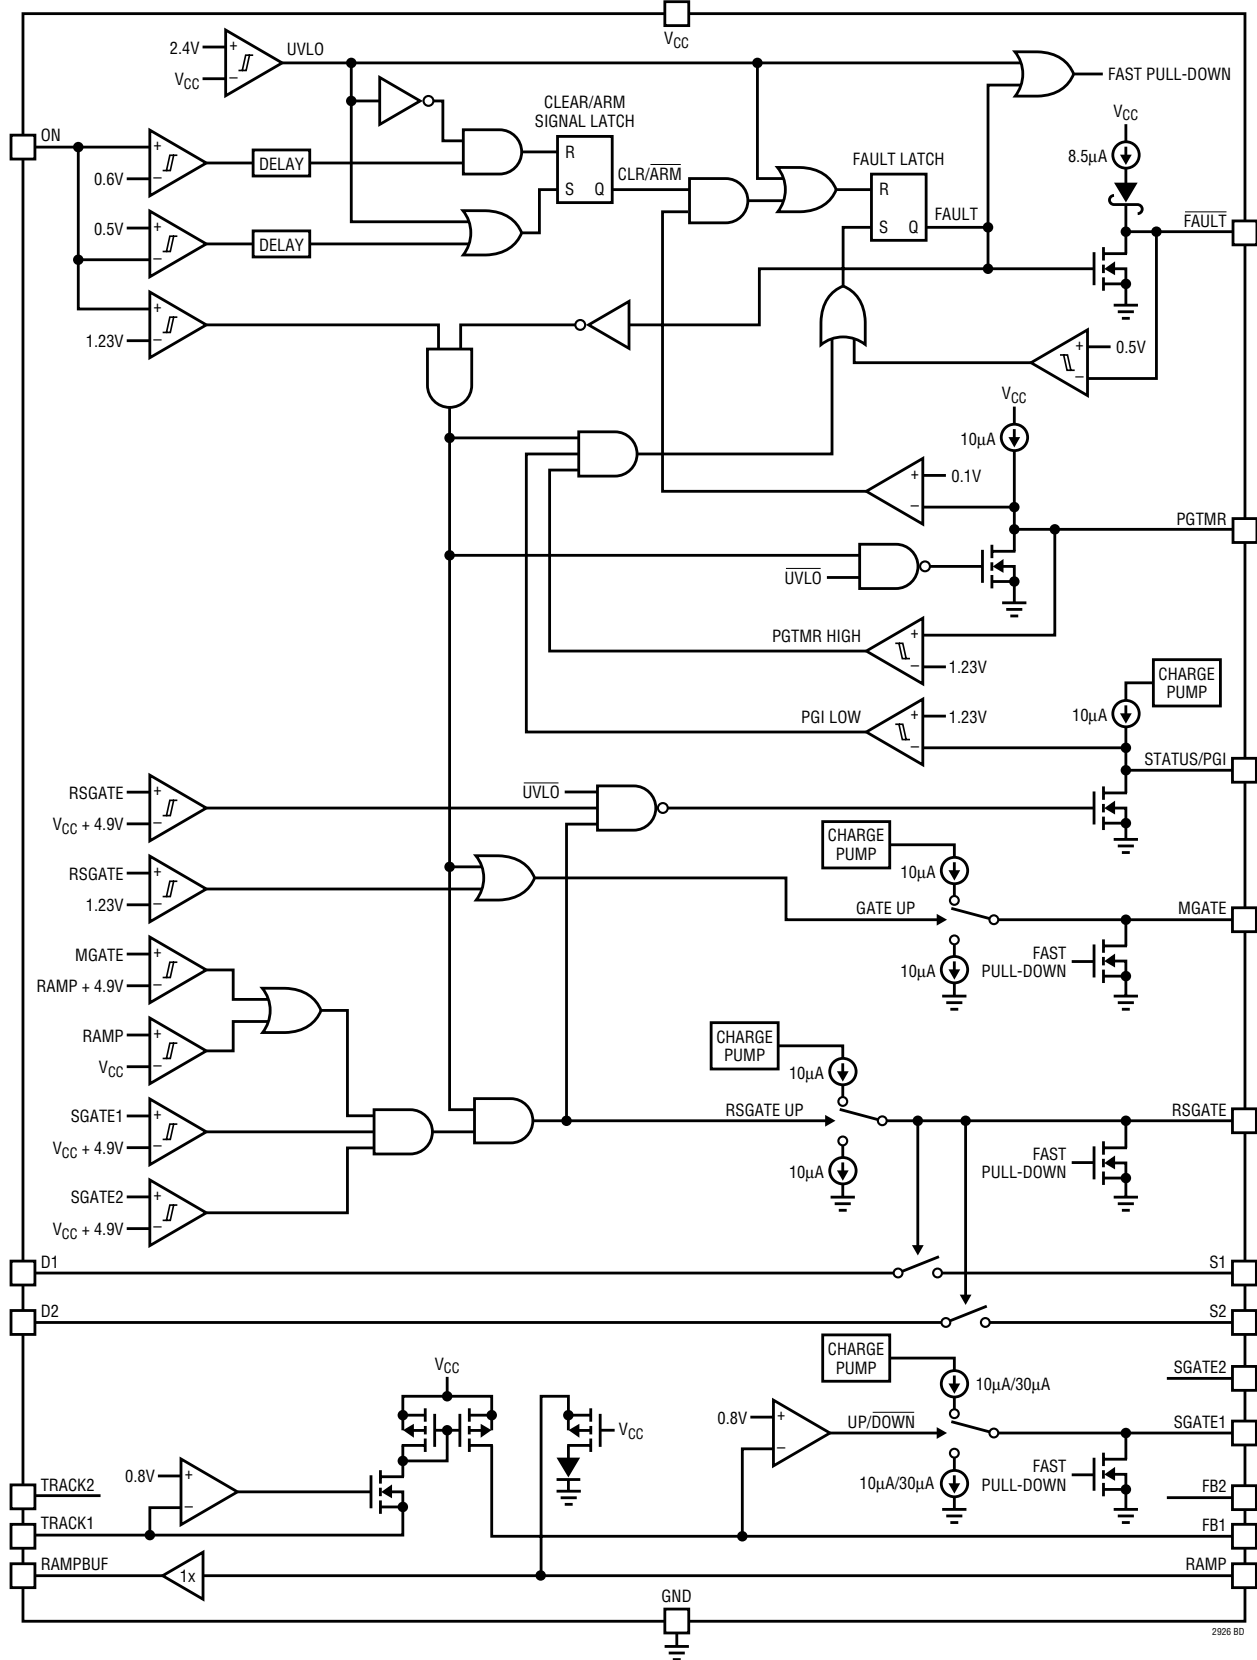 VCC
2.4V
+
UVLO
VCC
−
FAST PULL-DOWN
CLEAR/ARM
SIGNAL LATCH
VCC
ON
+
DELAY
R
8.5µA
0.6V
−
S Q
CLR/ARM
FAULT LATCH
R
0.5V
+
DELAY
S Q
FAULT
FAULT
−
+
1.23V
−
+
0.5V
−
VCC
10µA
+
0.1V
−
PGTMR
UVLO
PGTMR HIGH
+
−
1.23V
CHARGE
PUMP
PGI LOW
+
1.23V
10µA
−
STATUS/PGI
RSGATE
+
UVLO
VCC + 4.9V
−
CHARGE
PUMP
RSGATE
+
10µA
1.23V
−
GATE UP
MGATE
MGATE
+
FAST
PULL-DOWN
RAMP + 4.9V
−
10µA
RAMP
+
CHARGE
PUMP
VCC
−
10µA
SGATE1
+
RSGATE UP
RSGATE
VCC + 4.9V
−
FAST
PULL-DOWN
10µA
SGATE2
+
VCC + 4.9V
−
D1
S1
D2
S2
CHARGE
PUMP
VCC
SGATE2
10µA/30µA
0.8V
+
UP/DOWN
SGATE1
VCC
−
0.8V
+
10µA/30µA
FAST
PULL-DOWN
TRACK2
FB2
−
TRACK1
FB1
RAMPBUF
1x
RAMP
GND
2926 BD